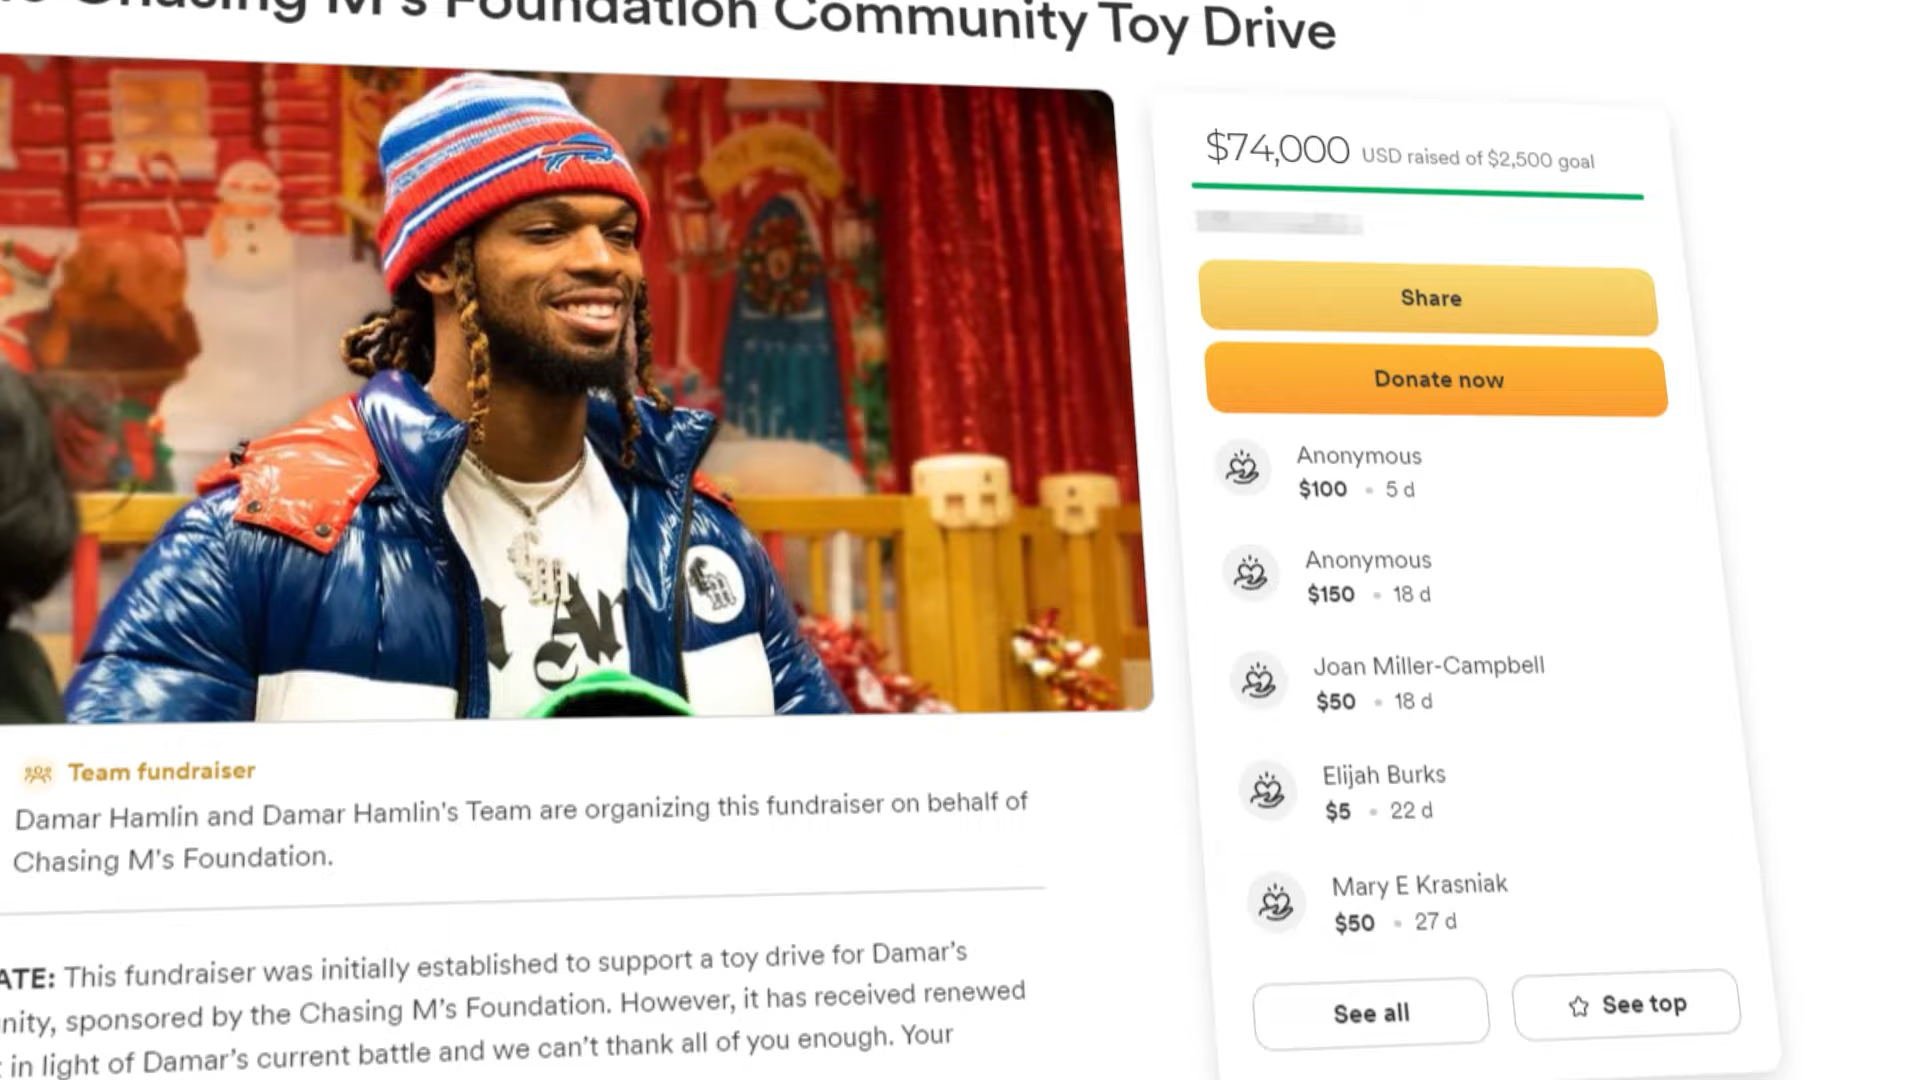 Chasing M's Foundation Community Toy Drive
$74,000 USD raised of $2,500 goal
Share
Donate now
Anonymous
$100 • 5 d
Anonymous
$150 • 18 d
Joan Miller-Campbell
$50 • 18 d
Elijah Burks
$5 • 22 d
Mary E Krasniak
$50 • 27 d
See all
See top
Team fundraiser
Damar Hamlin and Damar Hamlin's Team are organizing this fundraiser on behalf of
Chasing M's Foundation.
ATE: This fundraiser was initially established to support a toy drive for Damar's
nity, sponsored by the Chasing M's Foundation. However, it has received renewed
in light of Damar's current battle and we can't thank all of you enough. Your